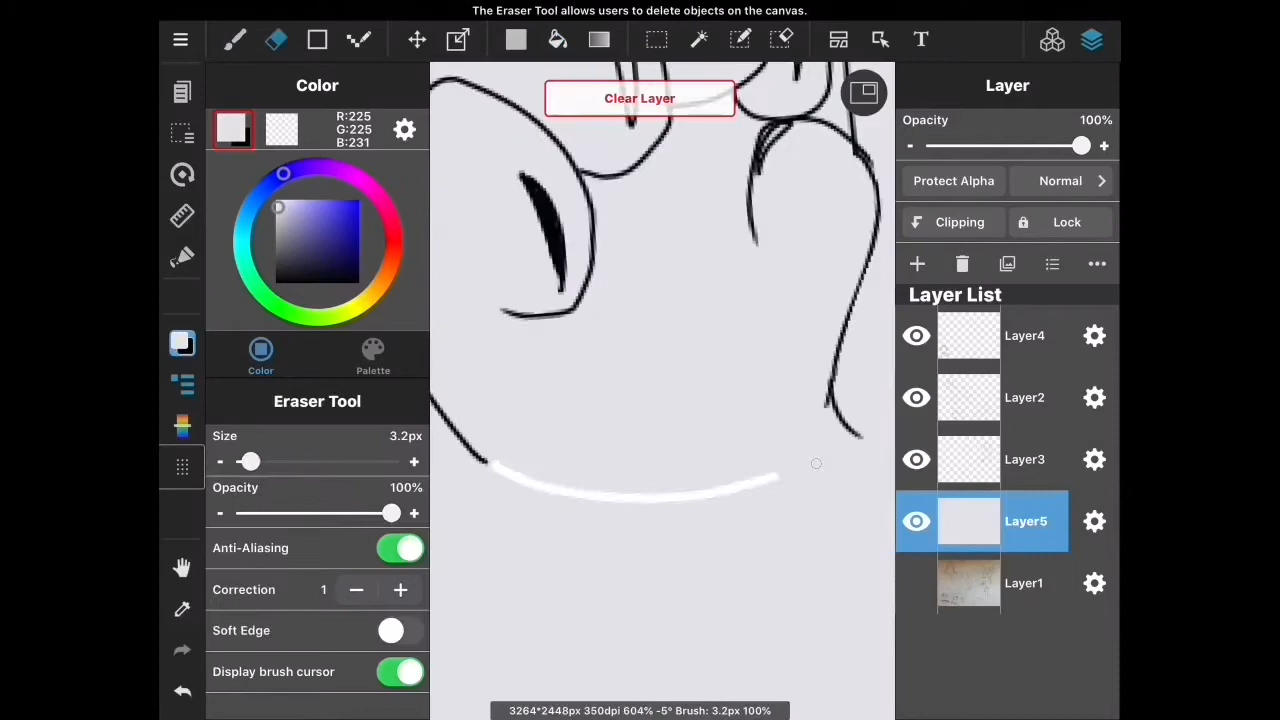 The Eraser Tool allows users to delete objects on the canvas.
T
Color
Clear Layer
Layer
R:225
G:225
B:231
Opacity 100%
- +
Protect Alpha Normal
Clipping Lock
Layer List
Layer4
Color Palette
Layer2
Eraser Tool
Size 3.2px
- +
Layer3
Opacity 100%
- +
Layer5
Anti-Aliasing
Correction 1
Layer1
Soft Edge
Display brush cursor
3264*2448px 350dpi 604% -5° Brush: 3.2px 100%